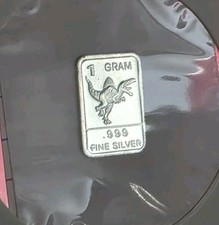 1 GRAM
.999
FINE SILVER